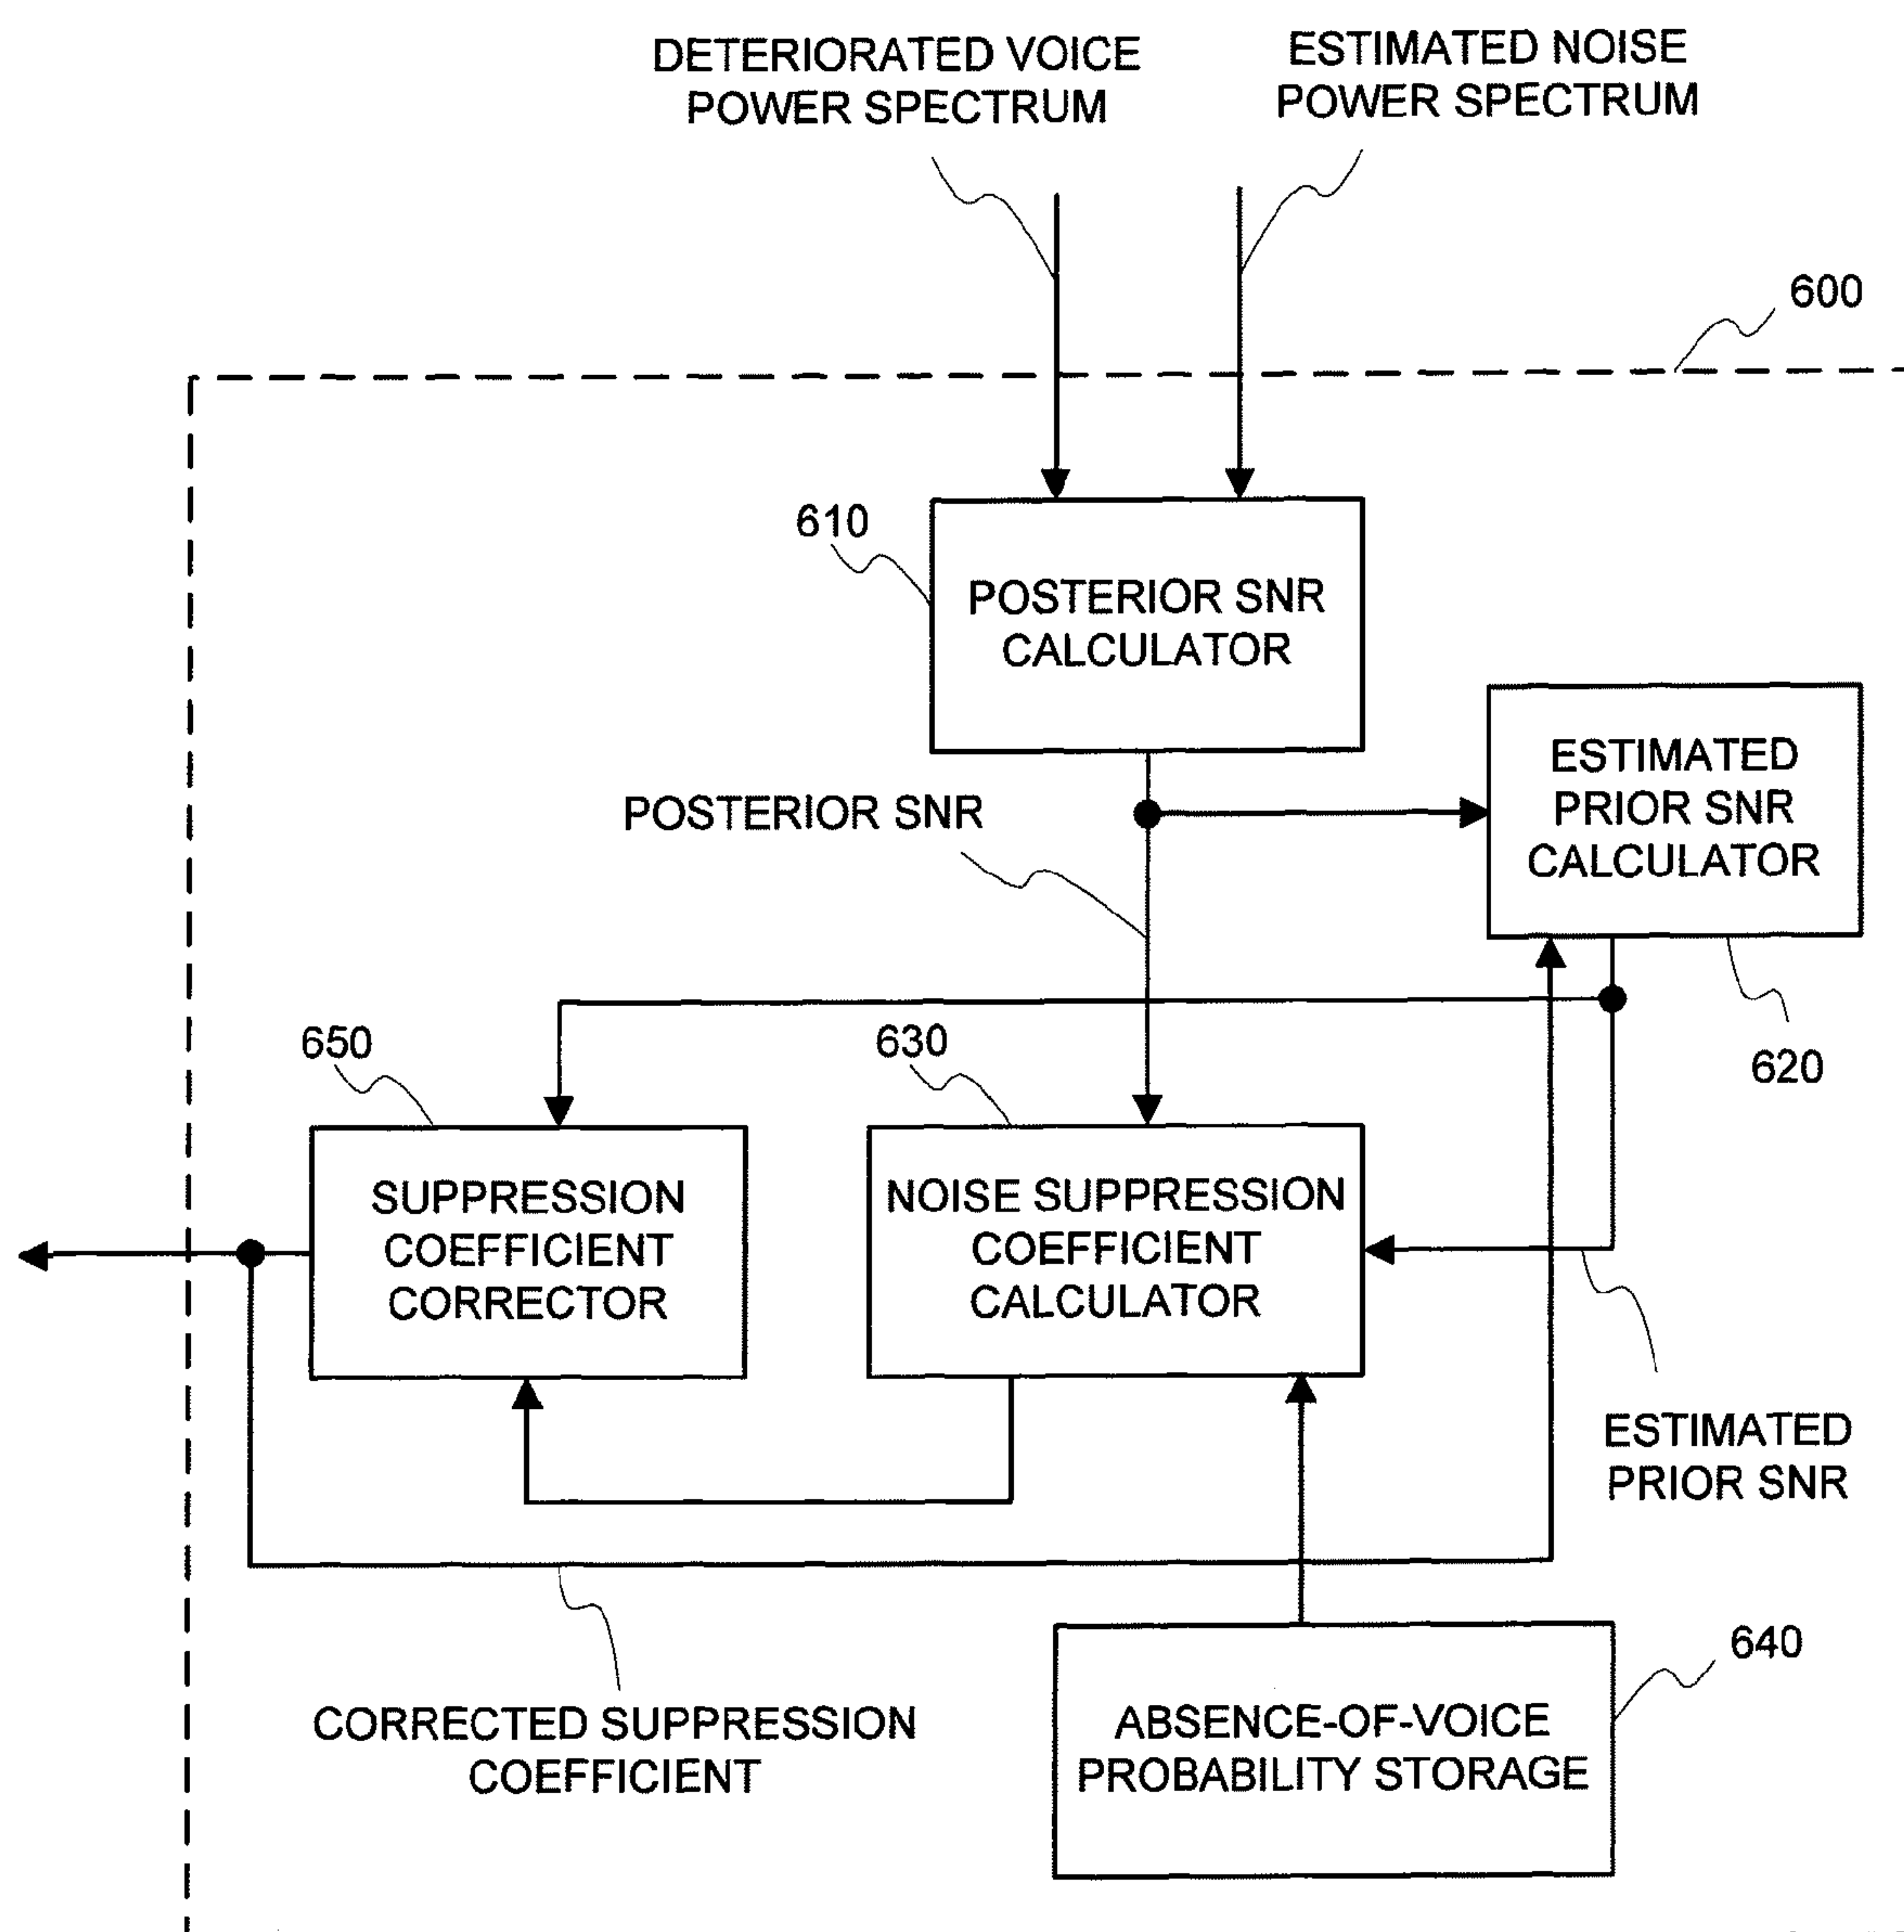 DETERIORATED VOICE
POWER SPECTRUM
ESTIMATED NOISE
POWER SPECTRUM
600
610
POSTERIOR SNR
CALCULATOR
ESTIMATED
PRIOR SNR
CALCULATOR
POSTERIOR SNR
650
630
620
SUPPRESSION
COEFFICIENT
CORRECTOR
NOISE SUPPRESSION
COEFFICIENT
CALCULATOR
ESTIMATED
PRIOR SNR
640
CORRECTED SUPPRESSION
COEFFICIENT
ABSENCE-OF-VOICE
PROBABILITY STORAGE